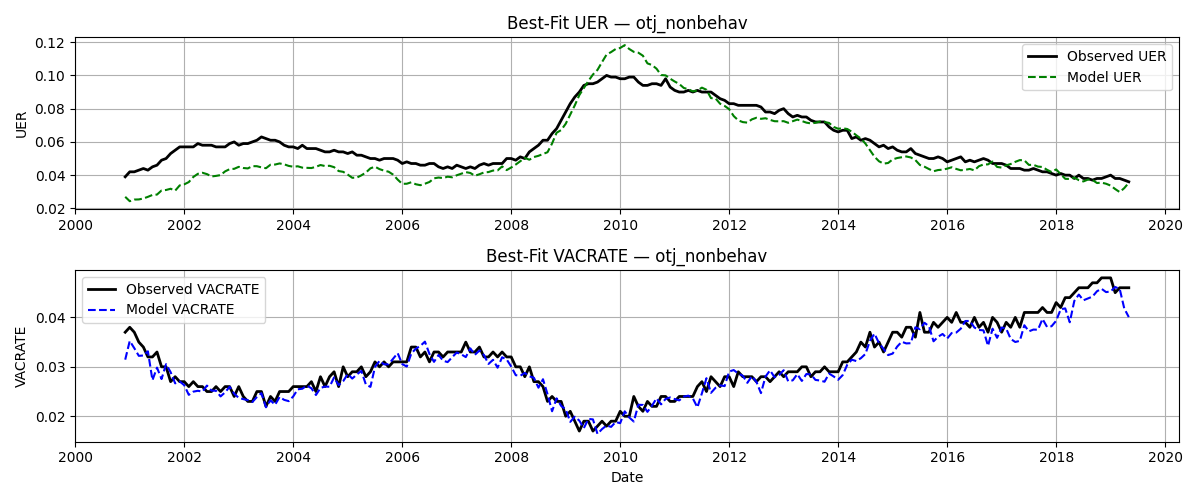 Best-Fit UER — otj_nonbehav
0.12
0.10
0.08
0.06
0.04
0.02
UER
Observed UER
Model UER
2000 2002 2004 2006 2008 2010 2012 2014 2016 2018 2020
Best-Fit VACRATE — otj_nonbehav
0.04
0.03
0.02
VACRATE
Observed VACRATE
Model VACRATE
2000 2002 2004 2006 2008 2010 2012 2014 2016 2018 2020
Date